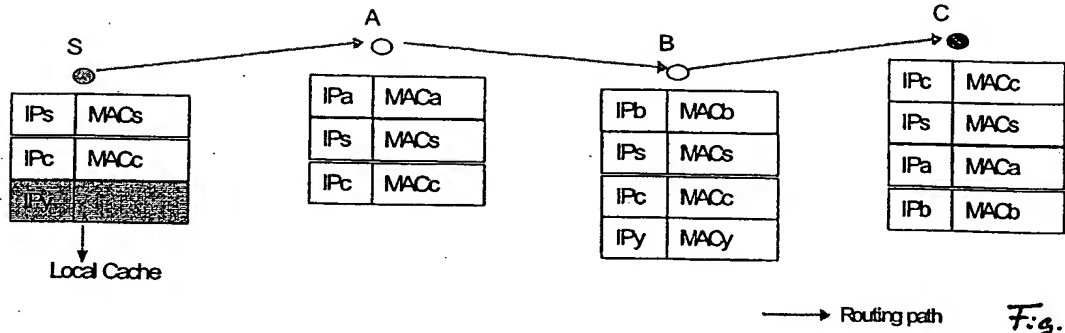 S
A
B
C
IPs MACs
IPc MACc
IPy
Local Cache
IPa MACa
IPs MACs
IPc MACc
IPb MACb
IPs MACs
IPc MACc
IPy MACy
IPc MACc
IPs MACs
IPa MACa
IPb MACb
Routing path
Fig.